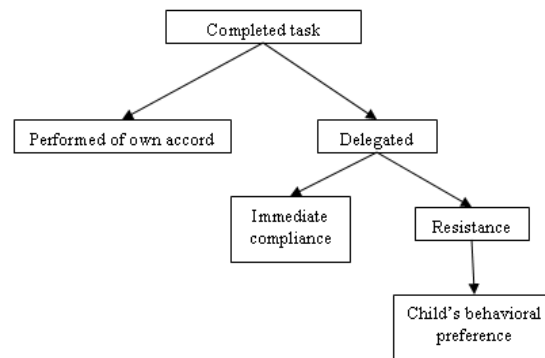 Completed task
Performed of own accord
Delegated
Immediate
compliance
Resistance
Child's behavioral
preference